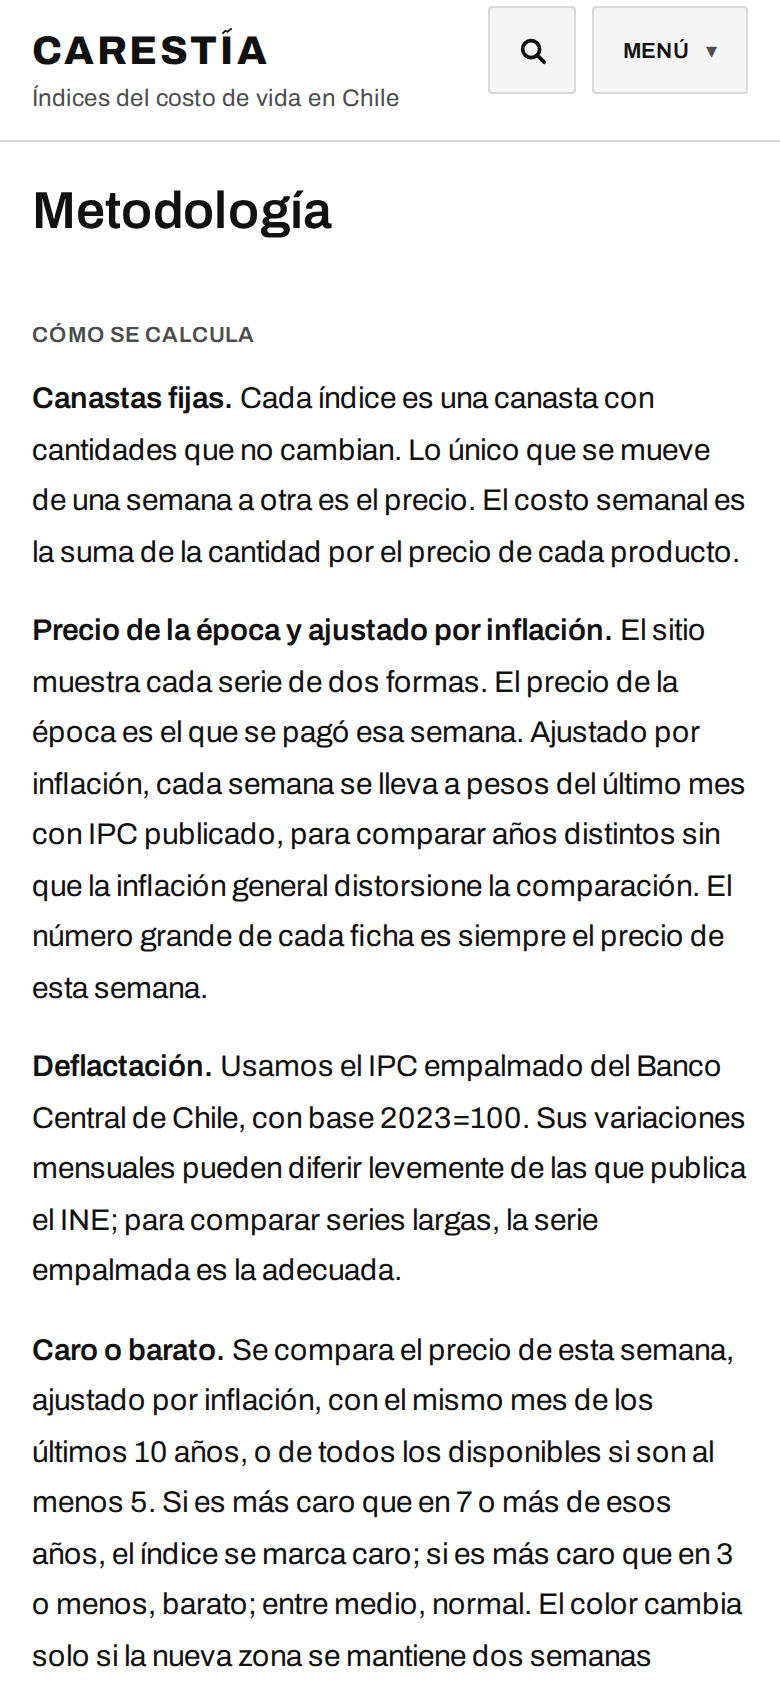 CARESTÍA
Índices del costo de vida en Chile
MENÚ ▼
Metodología
CÓMO SE CALCULA
Canastas fijas. Cada índice es una canasta con
cantidades que no cambian. Lo único que se mueve
de una semana a otra es el precio. El costo semanal es
la suma de la cantidad por el precio de cada producto.
Precio de la época y ajustado por inflación. El sitio
muestra cada serie de dos formas. El precio de la
época es el que se pagó esa semana. Ajustado por
inflación, cada semana se lleva a pesos del último mes
con IPC publicado, para comparar años distintos sin
que la inflación general distorsione la comparación. El
número grande de cada ficha es siempre el precio de
esta semana.
Deflactación. Usamos el IPC empalmado del Banco
Central de Chile, con base 2023=100. Sus variaciones
mensuales pueden diferir levemente de las que publica
el INE; para comparar series largas, la serie
empalmada es la adecuada.
Caro o barato. Se compara el precio de esta semana,
ajustado por inflación, con el mismo mes de los
últimos 10 años, o de todos los disponibles si son al
menos 5. Si es más caro que en 7 o más de esos
años, el índice se marca caro; si es más caro que en 3
o menos, barato; entre medio, normal. El color cambia
solo si la nueva zona se mantiene dos semanas